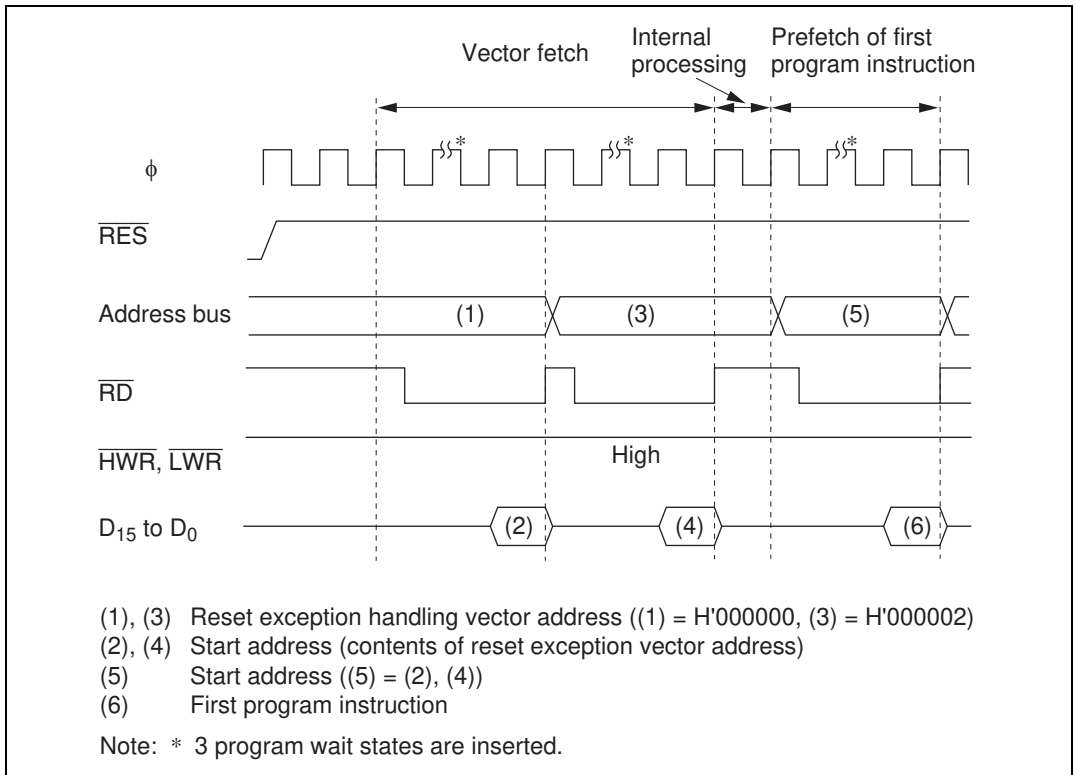 Vector fetch
Internal processing
Prefetch of first program instruction
* * *
φ
RES
Address bus (1) (3) (5)
RD
HWR, LWR High
D15 to D0 (2) (4) (6)
(1), (3) Reset exception handling vector address ((1) = H'000000, (3) = H'000002)
(2), (4) Start address (contents of reset exception vector address)
(5) Start address ((5) = (2), (4))
(6) First program instruction
Note: * 3 program wait states are inserted.